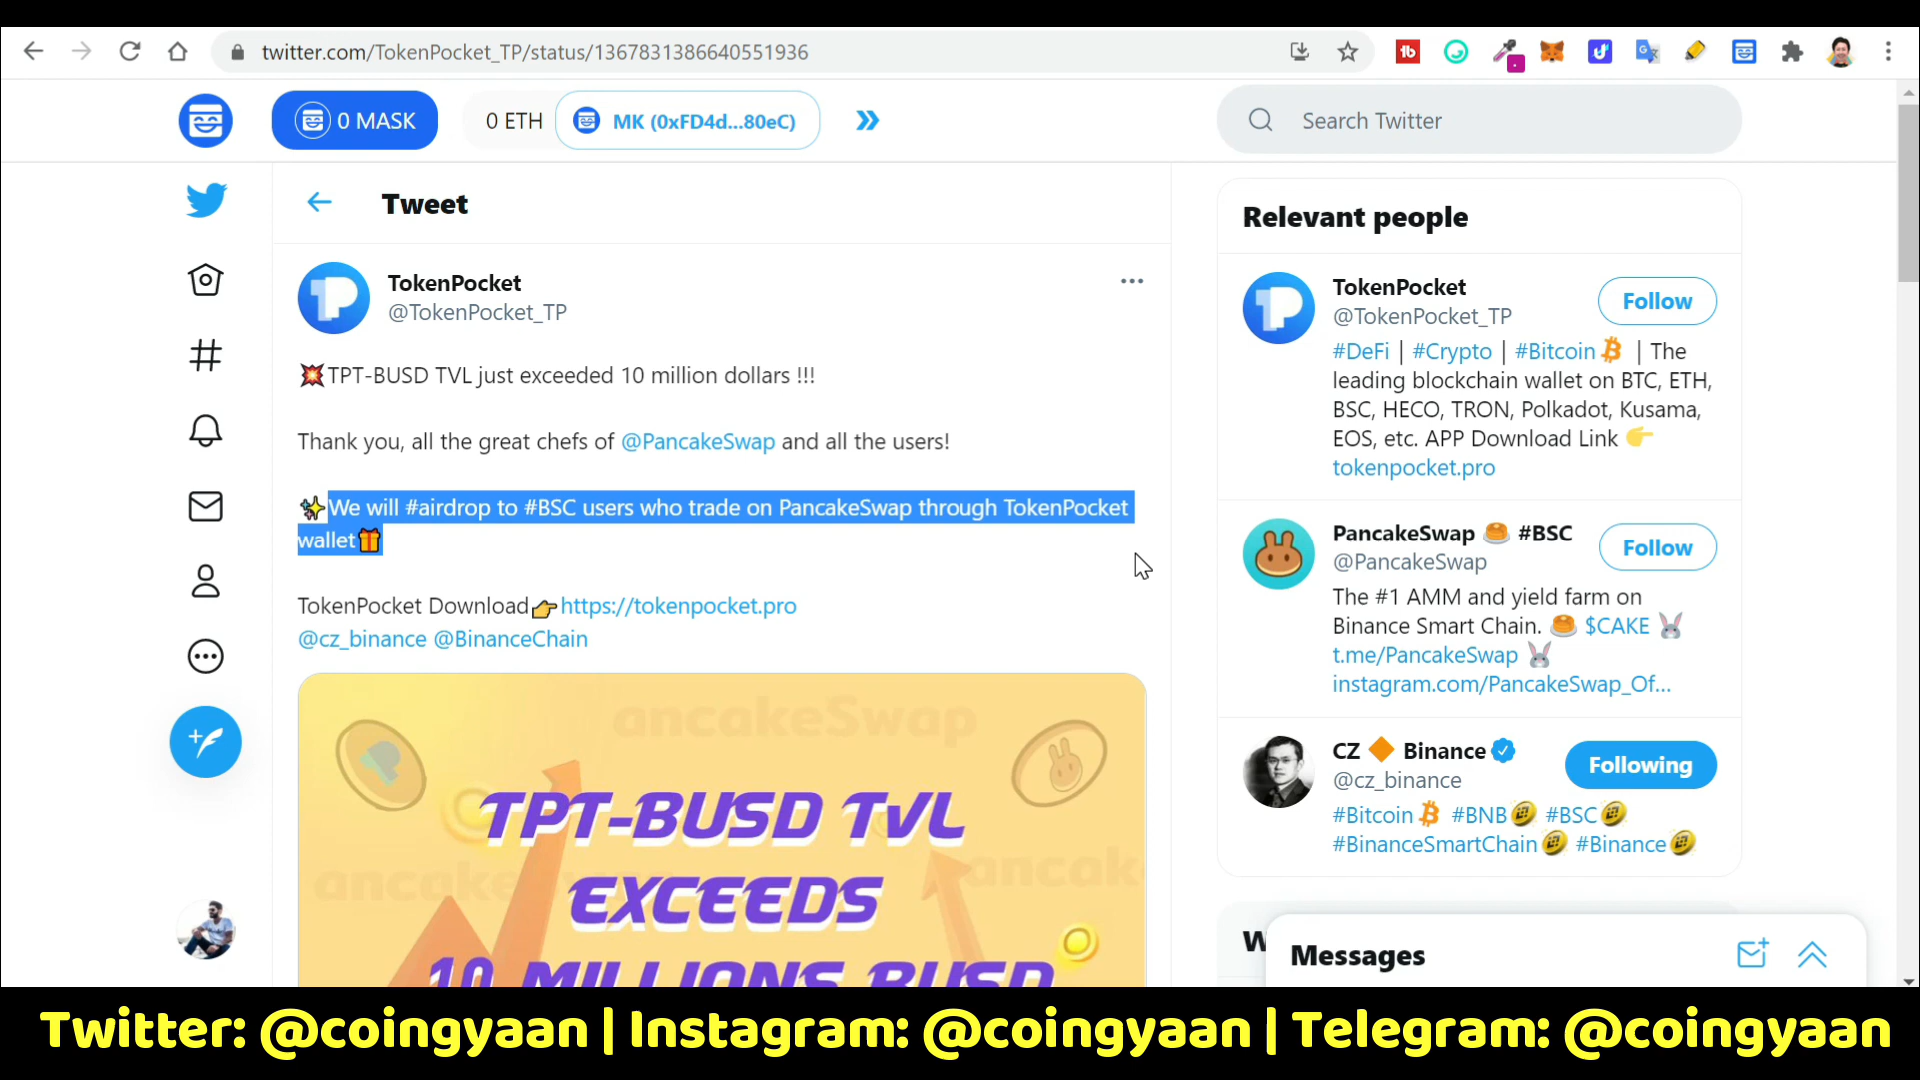 twitter.com/TokenPocket_TP/status/1367831386640551936
0 MASK
0 ETH
MK (0xFD4d...80eC)
Search Twitter
Tweet
TokenPocket
@TokenPocket_TP
💥TPT-BUSD TVL just exceeded 10 million dollars !!!
Thank you, all the great chefs of @PancakeSwap and all the users!
✨We will #airdrop to #BSC users who trade on PancakeSwap through TokenPocket
wallet🎁
TokenPocket Download👉https://tokenpocket.pro
@cz_binance @BinanceChain
ancakeSwap
TPT-BUSD TVL
EXCEEDS
10 MILLIONS BUSD
Relevant people
TokenPocket
@TokenPocket_TP
Follow
#DeFi | #Crypto | #Bitcoin | The
leading blockchain wallet on BTC, ETH,
BSC, HECO, TRON, Polkadot, Kusama,
EOS, etc. APP Download Link 👉
tokenpocket.pro
PancakeSwap 🥞 #BSC
@PancakeSwap
Follow
The #1 AMM and yield farm on
Binance Smart Chain. 🥞 $CAKE 🐰
t.me/PancakeSwap 🐰
instagram.com/PancakeSwap_Of...
CZ 🔶 Binance
@cz_binance
Following
#Bitcoin #BNB #BSC
#BinanceSmartChain #Binance
Messages
Twitter: @coingyaan | Instagram: @coingyaan | Telegram: @coingyaan